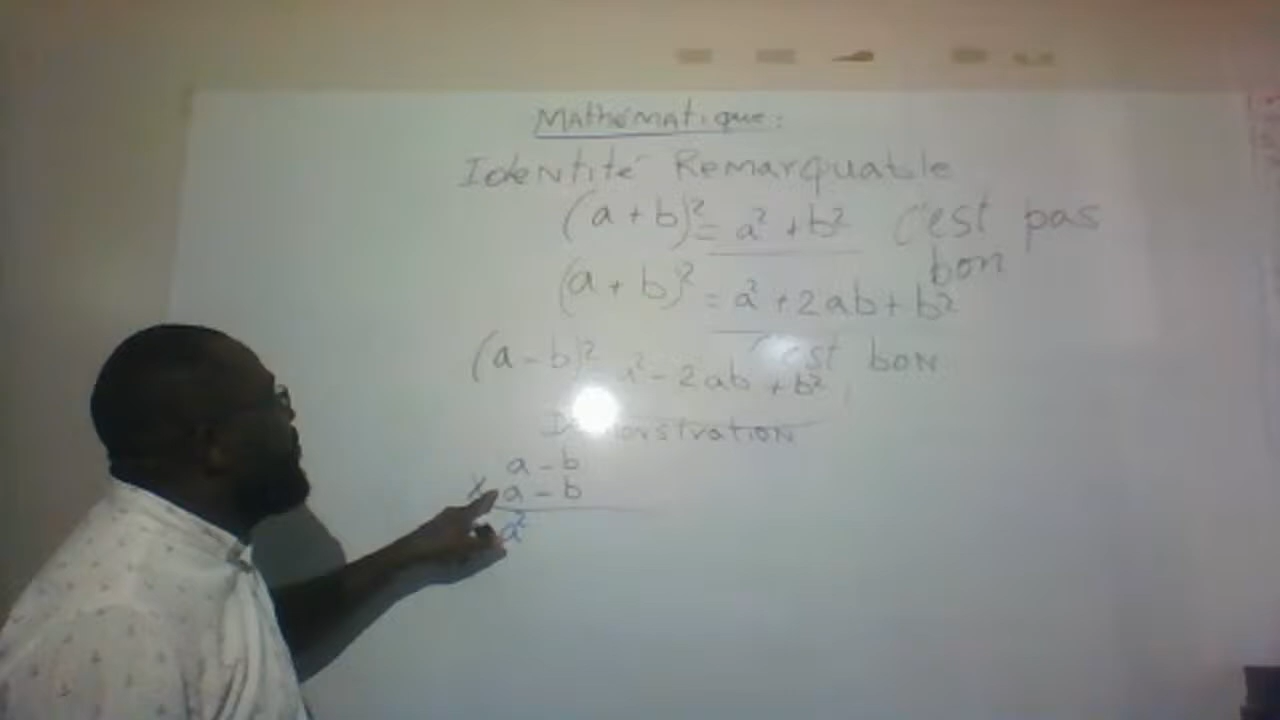 Mathématique:
Identité Remarquable
(a + b)² = a² + b² c'est pas
bon
(a + b)² = a² + 2ab + b²
c'est bon
(a - b)² a² - 2ab + b²
Démonstration
a - b
x a - b
a²